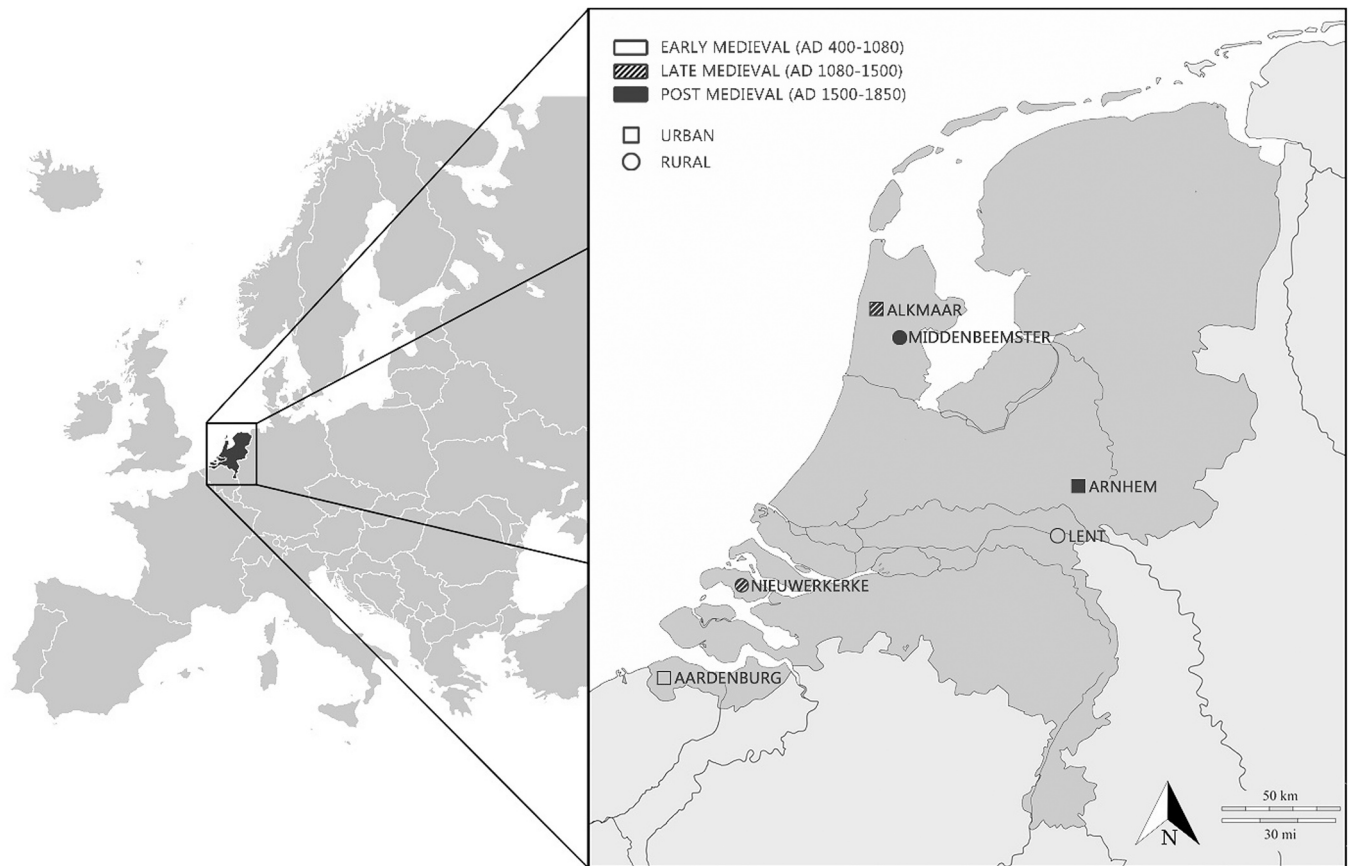 EARLY MEDIEVAL (AD 400-1080)
LATE MEDIEVAL (AD 1080-1500)
POST MEDIEVAL (AD 1500-1850)
URBAN
RURAL
ALKMAAR
MIDDENBEEMSTER
ARNHEM
LENT
NIEUWERKERKE
AARDENBURG
N
50 km
30 mi